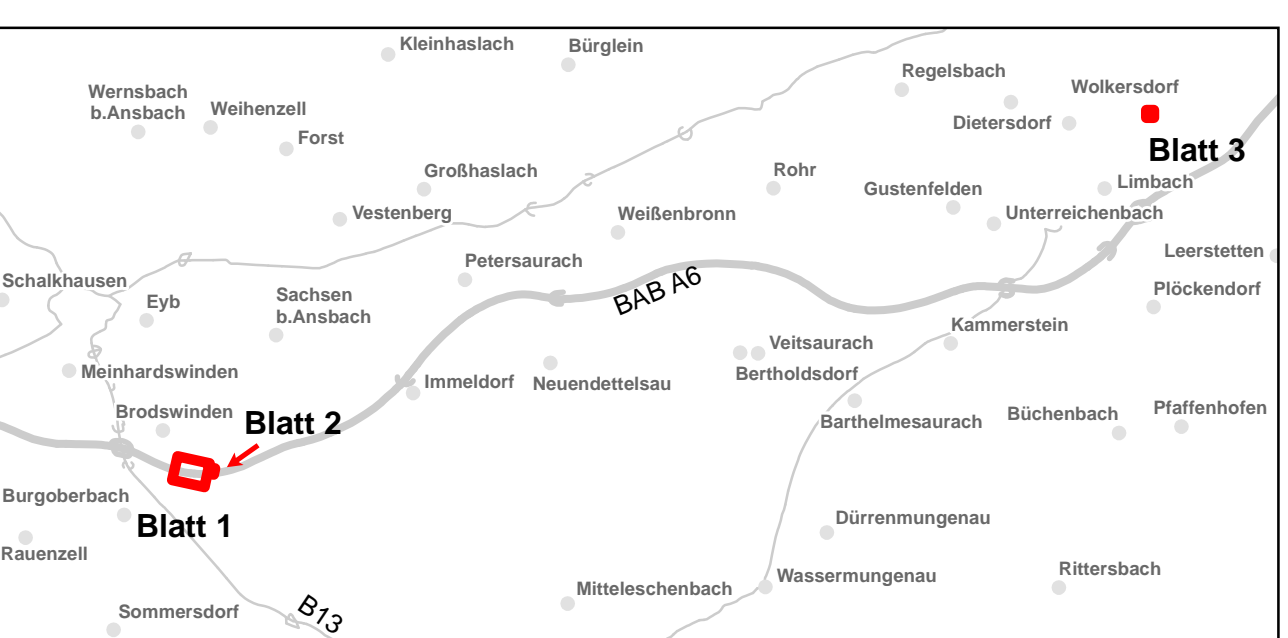 Kleinhaslach
Bürglein
Regelsbach
Wolkersdorf
Wernsbach
b.Ansbach
Weihenzell
Forst
Dietersdorf
Blatt 3
Großhaslach
Rohr
Gustenfelden
Limbach
Vestenberg
Weißenbronn
Unterreichenbach
Leerstetten
Schalkhausen
Petersaurach
BAB A6
Plöckendorf
Eyb
Sachsen
b.Ansbach
Kammerstein
Veitsaurach
Meinhardswinden
Immeldorf
Neuendettelsau
Bertholdsdorf
Brodswinden
Blatt 2
Barthelmesaurach
Büchenbach
Pfaffenhofen
Burgoberbach
Blatt 1
Dürrenmungenau
Rauenzell
Mitteleschenbach
Wassermungenau
Rittersbach
Sommersdorf
B13